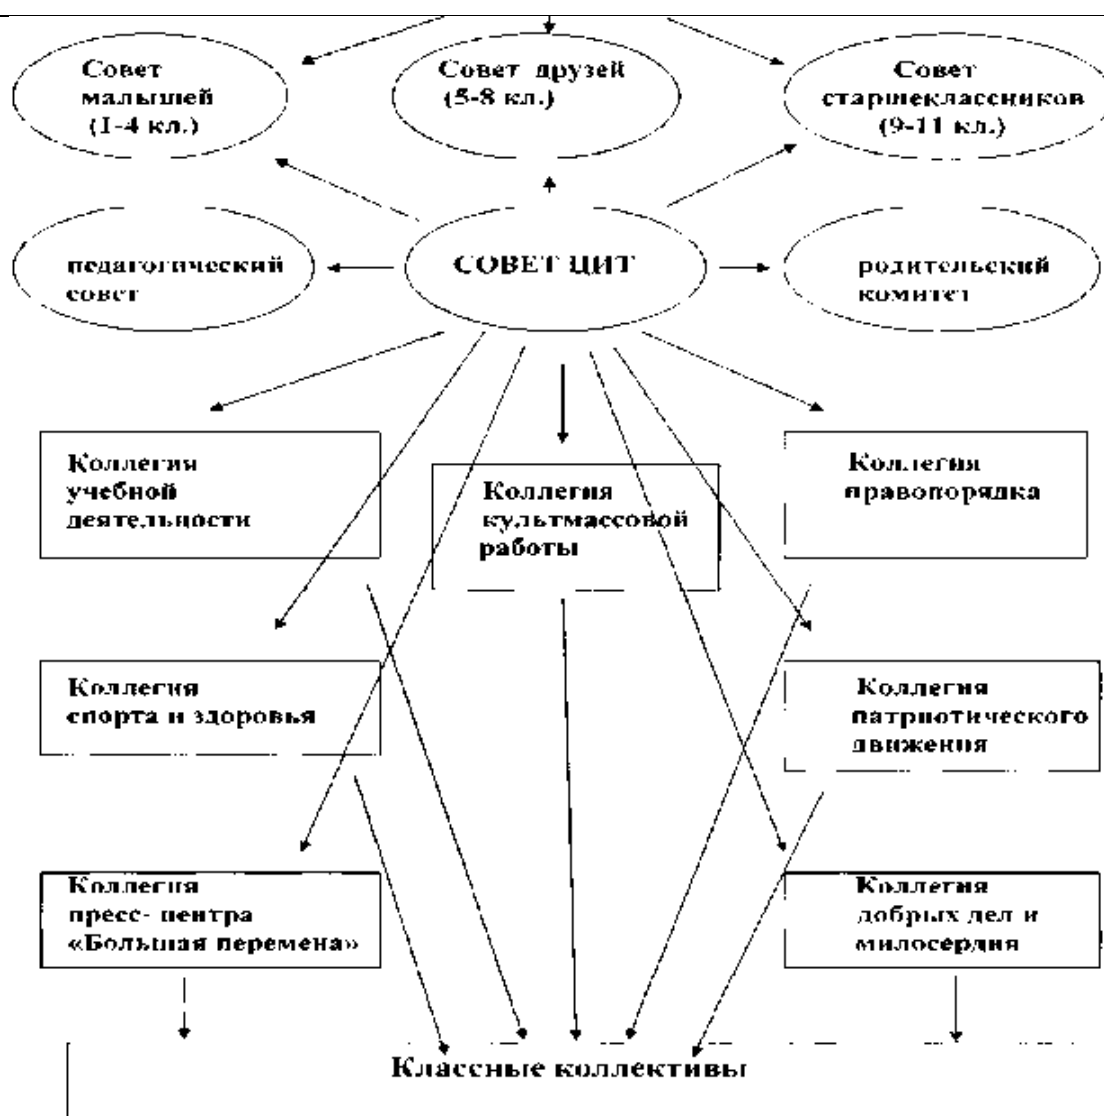 Совет
малышей
(1-4 кл.)
Совет друзей
(5-8 кл.)
Совет
старшеклассников
(9-11 кл.)
педагогический
совет
СОВЕТ ЦИТ
родительский
комитет
Коллегия
учебной
деятельности
Коллегия
культмассовой
работы
Коллегия
правопорядка
Коллегия
спорта и здоровья
Коллегия
патриотического
движения
Коллегия
пресс- центра
«Большая перемена»
Коллегия
добрых дел и
милосердия
Классные коллективы